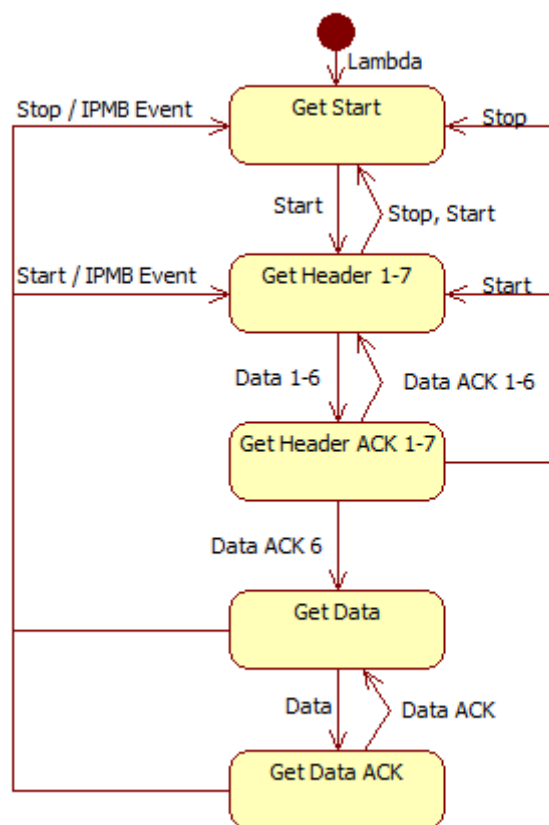 Lambda
Get Start
Stop / IPMB Event
Stop
Start
Stop, Start
Get Header 1-7
Start / IPMB Event
Start
Data 1-6
Data ACK 1-6
Get Header ACK 1-7
Data ACK 6
Get Data
Data
Data ACK
Get Data ACK